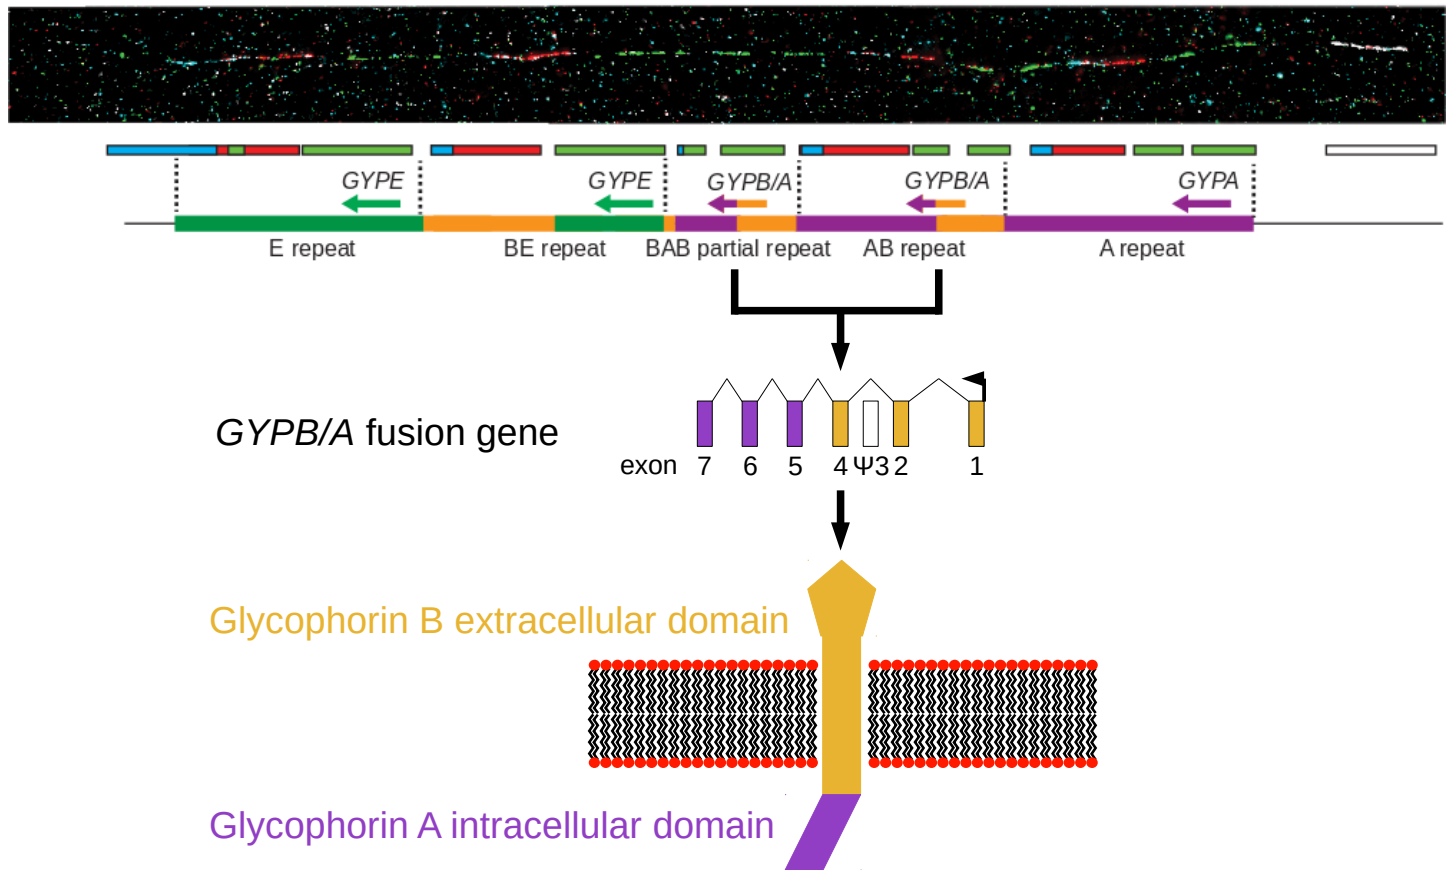 GYPE GYPE GYPB/A GYPB/A GYPA
E repeat BE repeat BAB partial repeat AB repeat A repeat
GYPB/A fusion gene
exon 7 6 5 4 Ψ3 2 1
Glycophorin B extracellular domain
Glycophorin A intracellular domain